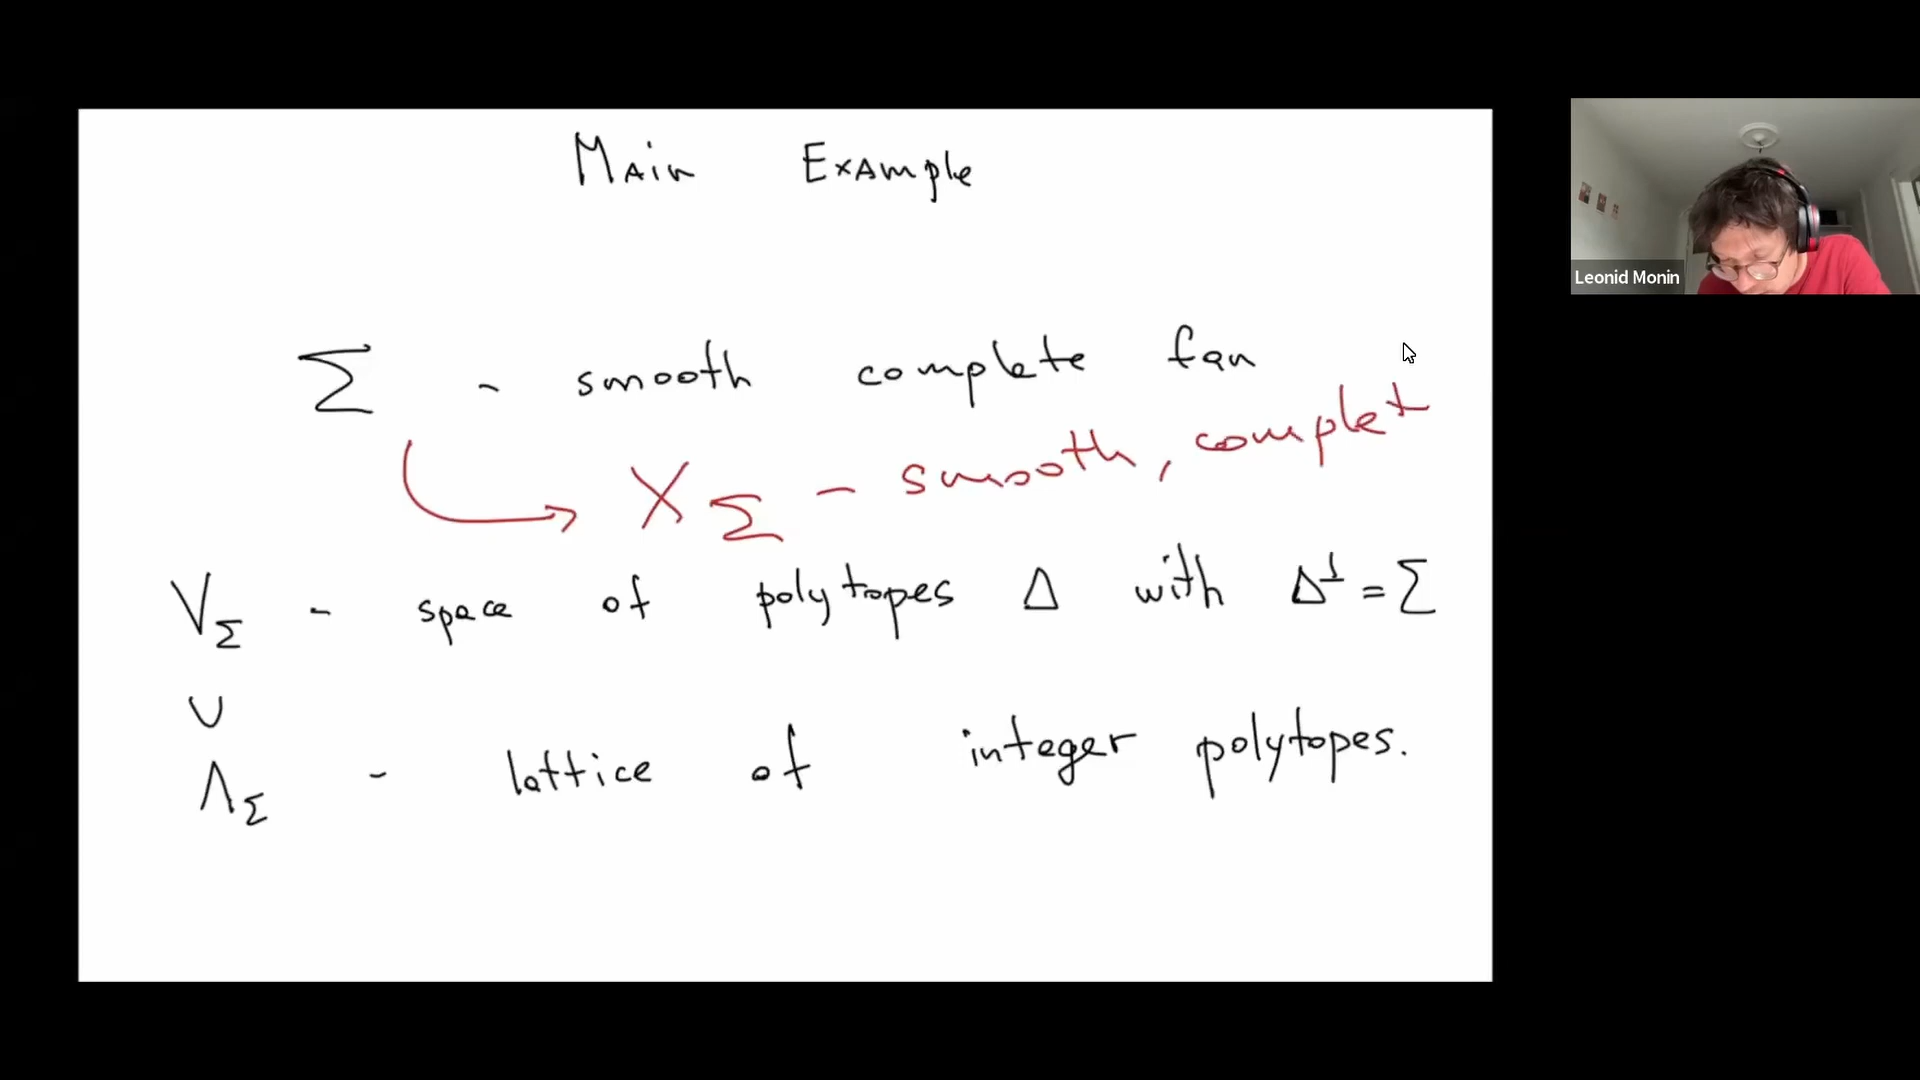 Main Example
Σ - smooth complete fan
X_Σ - smooth, complet
V_Σ - space of polytopes Δ with Δ^⊥ = Σ
∪
Λ_Σ - lattice of integer polytopes.
Leonid Monin